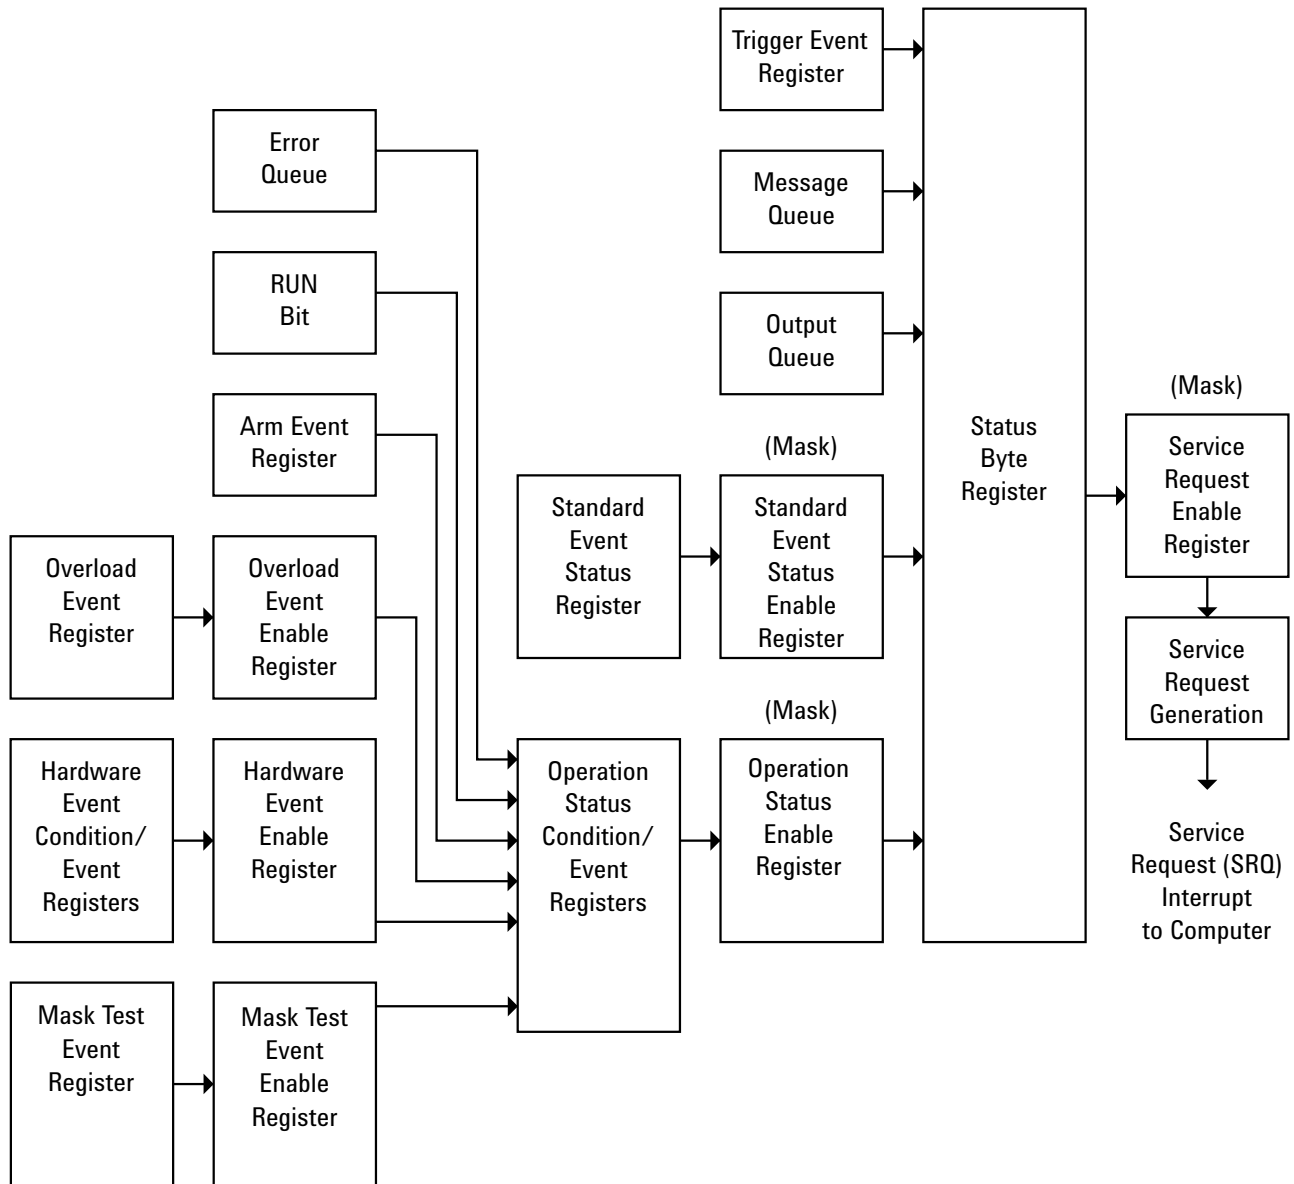 Trigger Event
Register
Error
Queue
Message
Queue
RUN
Bit
Output
Queue
Arm Event
Register
(Mask)
Standard
Event
Status
Register
Standard
Event
Status
Enable
Register
Status
Byte
Register
(Mask)
Service
Request
Enable
Register
Overload
Event
Register
Overload
Event
Enable
Register
Service
Request
Generation
Hardware
Event
Condition/
Event
Registers
Hardware
Event
Enable
Register
Operation
Status
Condition/
Event
Registers
(Mask)
Operation
Status
Enable
Register
Service
Request (SRQ)
Interrupt
to Computer
Mask Test
Event
Register
Mask Test
Event
Enable
Register